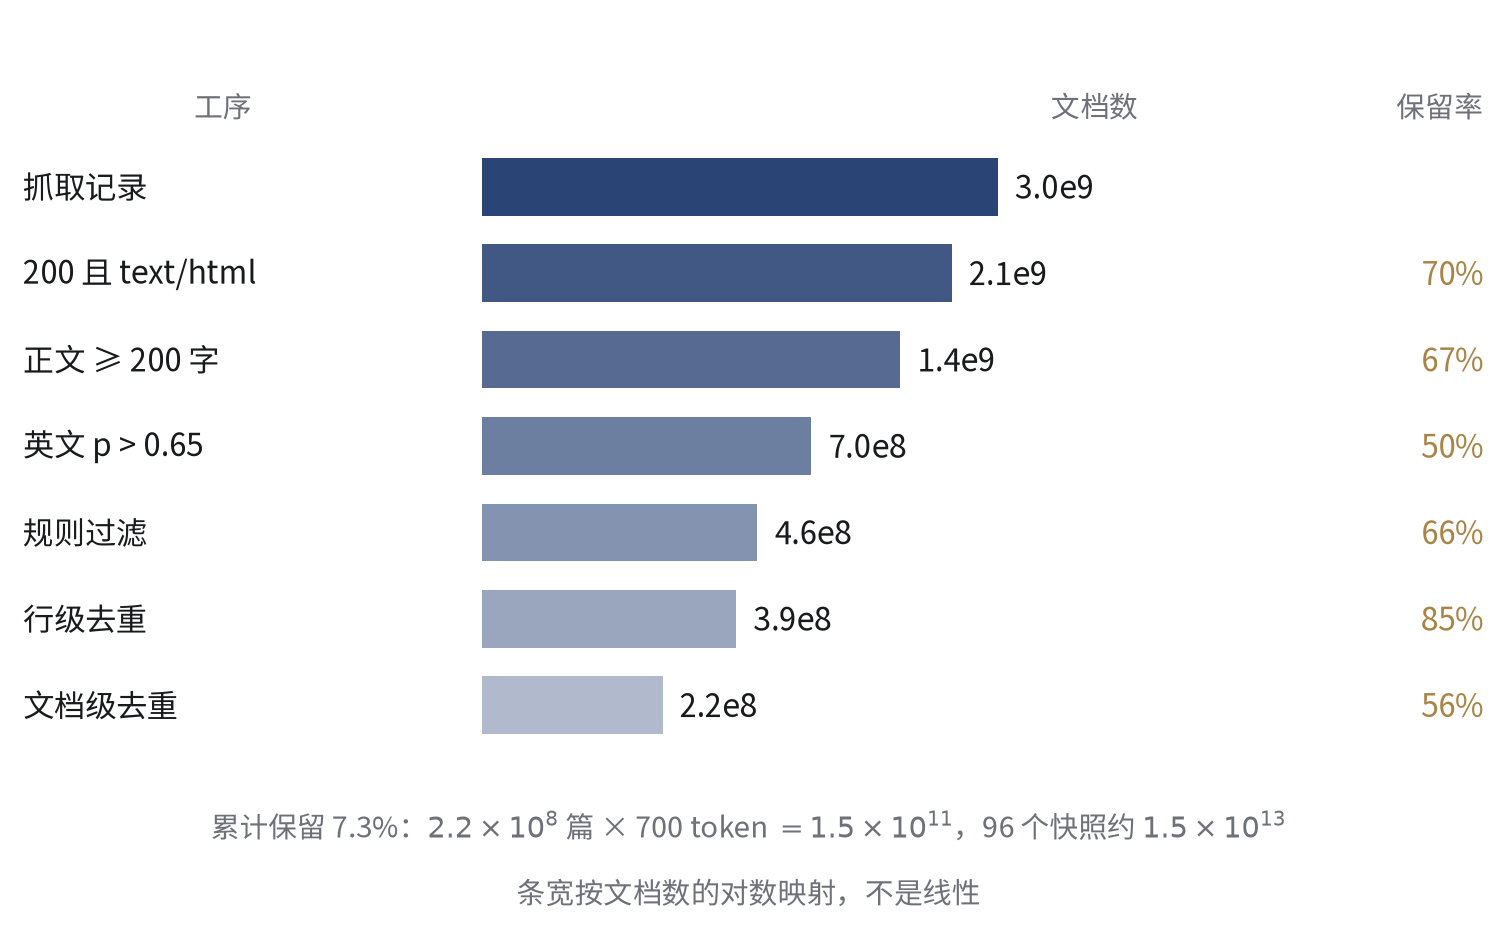 工序 文档数 保留率
抓取记录 3.0e9
200 且 text/html 2.1e9 70%
正文 ⩾ 200 字 1.4e9 67%
英文 p > 0.65 7.0e8 50%
规则过滤 4.6e8 66%
行级去重 3.9e8 85%
文档级去重 2.2e8 56%
累计保留 7.3%：2.2 × 10⁸ 篇 × 700 token = 1.5 × 10¹¹，96 个快照约 1.5 × 10¹³
条宽按文档数的对数映射，不是线性